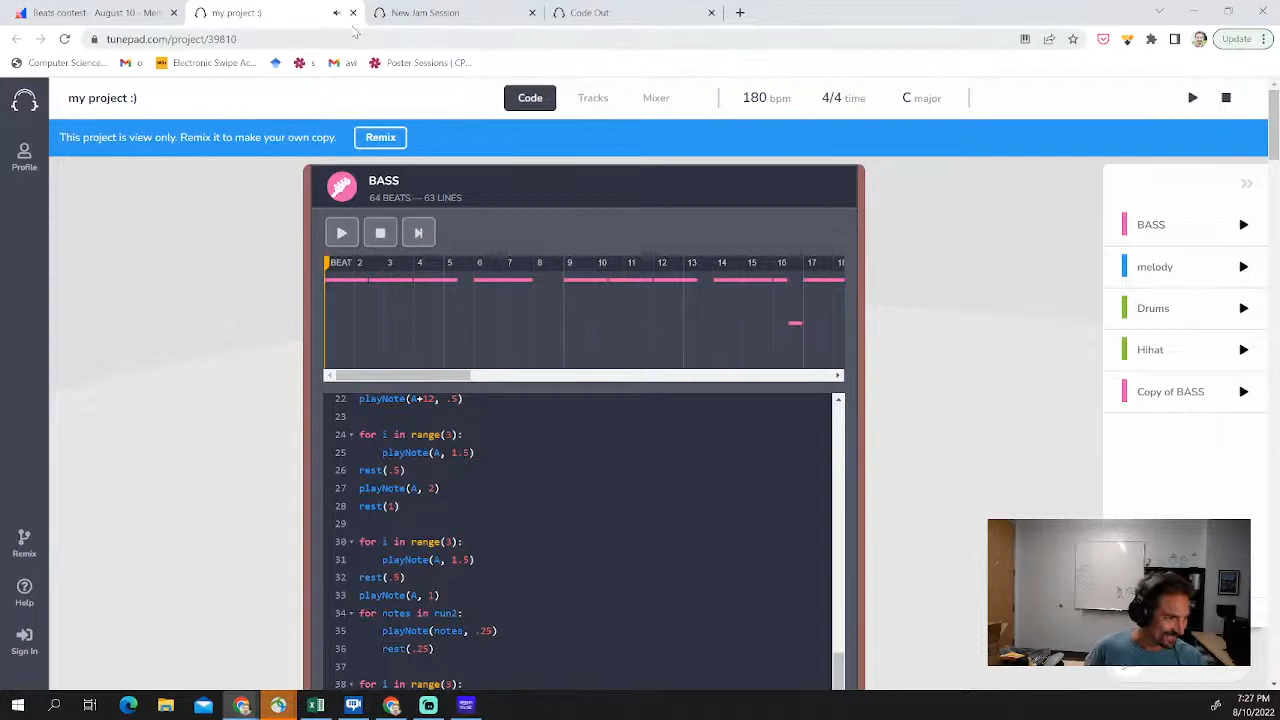 Beats contest - August 10 - Men
my project :)
New Jam Session
Code Out
tunepad.com/project/39810
Update
Computer Science...
o
Electronic Swipe Ac...
s
avi
Poster Sessions | CP...
my project :)
Code
Tracks
Mixer
180 bpm
4/4 time
C major
This project is view only. Remix it to make your own copy.
Remix
Profile
BASS
64 BEATS — 63 LINES
BEAT 2 3 4 5 6 7 8 9 10 11 12 13 14 15 16 17 18
22 playNote(A+12, .5)
23
24 for i in range(3):
25 playNote(A, 1.5)
26 rest(.5)
27 playNote(A, 2)
28 rest(1)
29
30 for i in range(3):
31 playNote(A, 1.5)
32 rest(.5)
33 playNote(A, 1)
34 for notes in run2:
35 playNote(notes, .25)
36 rest(.25)
37
38 for i in range(3):
BASS
melody
Drums
Hihat
Copy of BASS
Remix
Help
Sign In
7:27 PM
8/10/2022